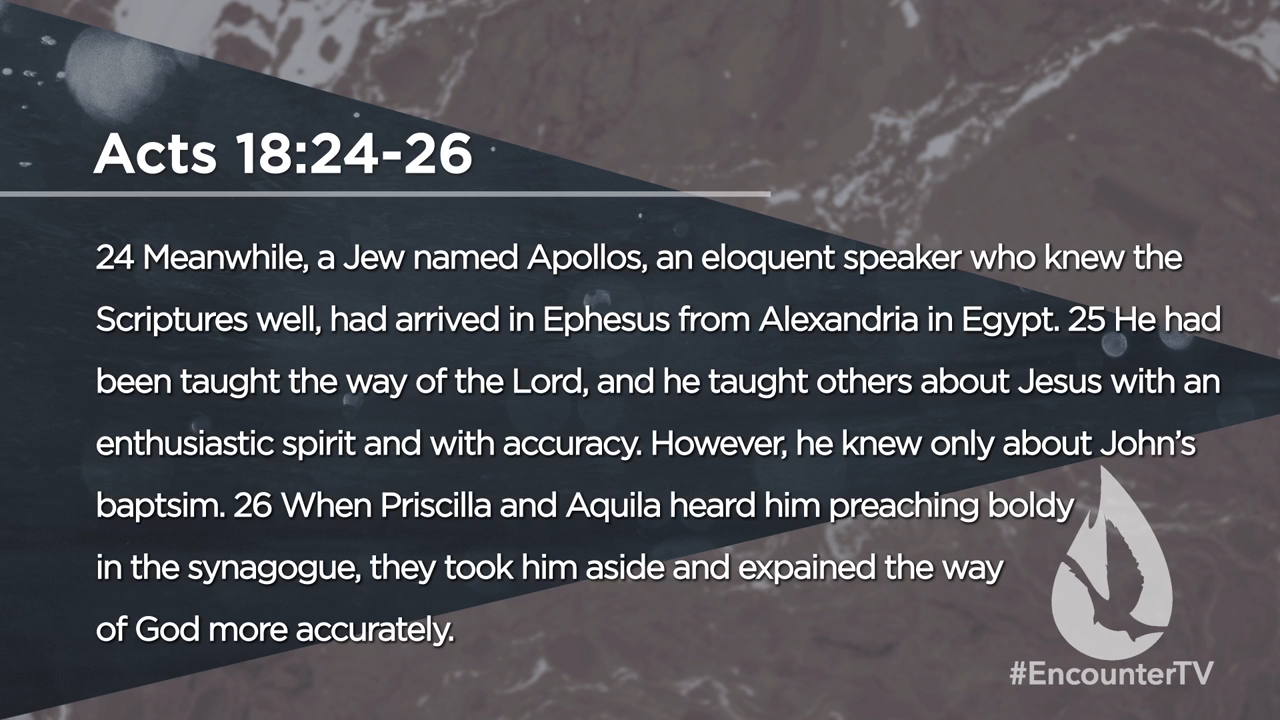 Acts 18:24-26
24 Meanwhile, a Jew named Apollos, an eloquent speaker who knew the
Scriptures well, had arrived in Ephesus from Alexandria in Egypt. 25 He had
been taught the way of the Lord, and he taught others about Jesus with an
enthusiastic spirit and with accuracy. However, he knew only about John’s
baptsim. 26 When Priscilla and Aquila heard him preaching boldy
in the synagogue, they took him aside and expained the way
of God more accurately.
#EncounterTV